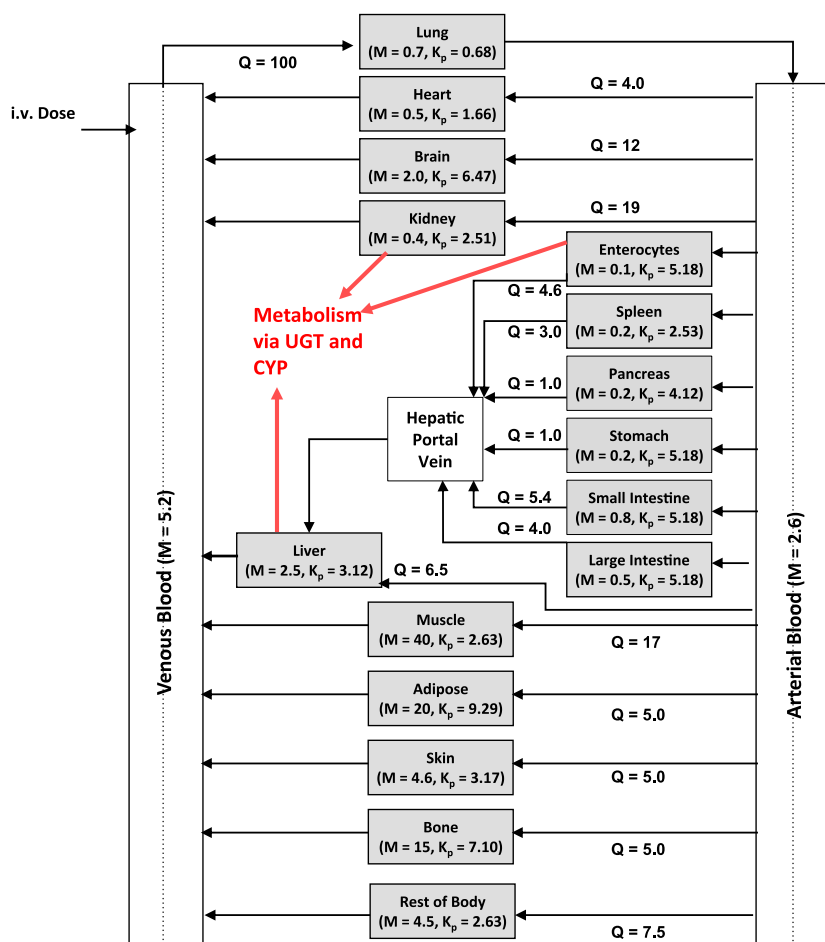 Lung
(M = 0.7, Kₚ = 0.68)
Q = 100
Heart
(M = 0.5, Kₚ = 1.66)
Q = 4.0
i.v. Dose
Brain
(M = 2.0, Kₚ = 6.47)
Q = 12
Kidney
(M = 0.4, Kₚ = 2.51)
Q = 19
Enterocytes
(M = 0.1, Kₚ = 5.18)
Q = 4.6
Metabolism
via UGT and
CYP
Spleen
(M = 0.2, Kₚ = 2.53)
Q = 3.0
Pancreas
(M = 0.2, Kₚ = 4.12)
Q = 1.0
Hepatic
Portal
Vein
Stomach
(M = 0.2, Kₚ = 5.18)
Q = 1.0
Small Intestine
(M = 0.8, Kₚ = 5.18)
Q = 5.4
Large Intestine
(M = 0.5, Kₚ = 5.18)
Q = 4.0
Liver
(M = 2.5, Kₚ = 3.12)
Q = 6.5
Venous Blood (M = 5.2)
Arterial Blood (M = 2.6)
Muscle
(M = 40, Kₚ = 2.63)
Q = 17
Adipose
(M = 20, Kₚ = 9.29)
Q = 5.0
Skin
(M = 4.6, Kₚ = 3.17)
Q = 5.0
Bone
(M = 15, Kₚ = 7.10)
Q = 5.0
Rest of Body
(M = 4.5, Kₚ = 2.63)
Q = 7.5